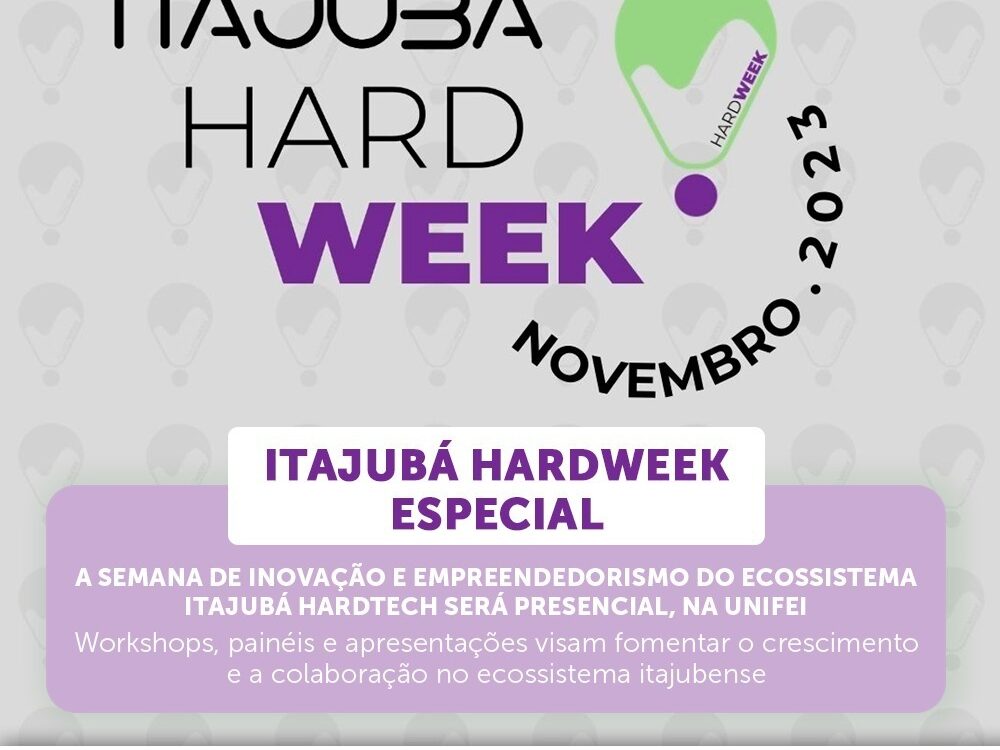 ITAJUBÁ
HARD
WEEK
HARDWEEK
NOVEMBRO . 2023
ITAJUBÁ HARDWEEK
ESPECIAL
A SEMANA DE INOVAÇÃO E EMPREENDEDORISMO DO ECOSSISTEMA
ITAJUBÁ HARDTECH SERÁ PRESENCIAL, NA UNIFEI
Workshops, painéis e apresentações visam fomentar o crescimento
e a colaboração no ecossistema itajubense